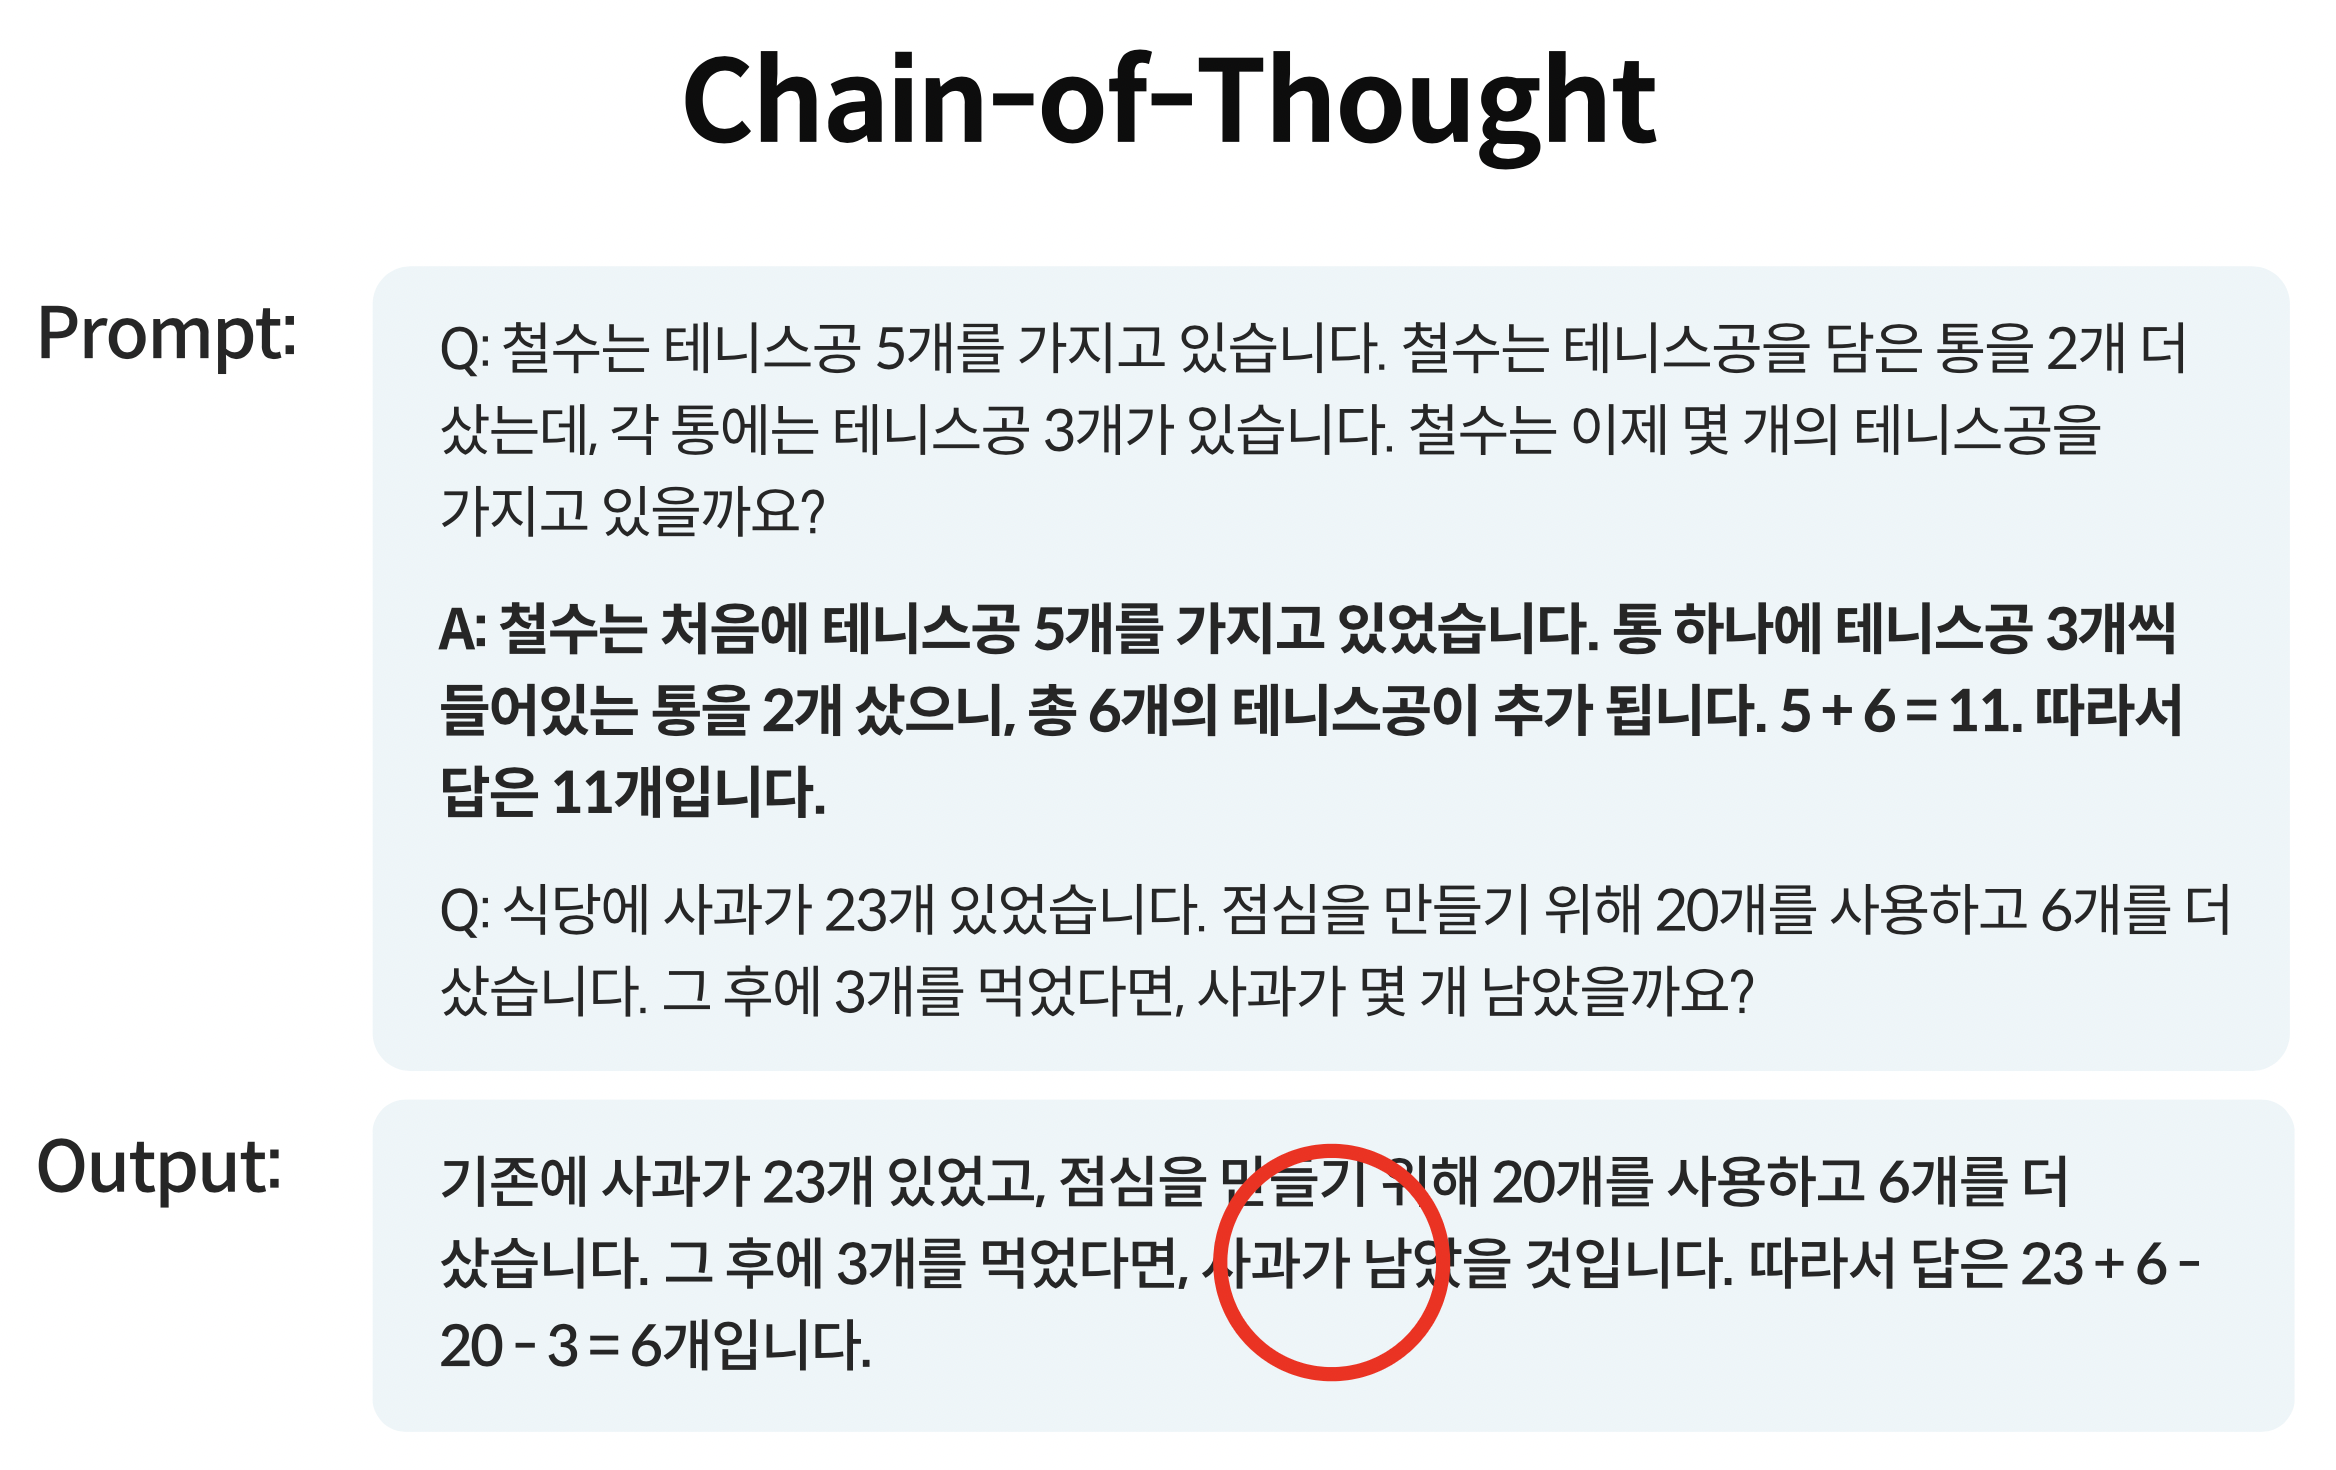 Chain-of-Thought
Prompt:
Q: 철수는 테니스공 5개를 가지고 있습니다. 철수는 테니스공을 담은 통을 2개 더
샀는데, 각 통에는 테니스공 3개가 있습니다. 철수는 이제 몇 개의 테니스공을
가지고 있을까요?
A: 철수는 처음에 테니스공 5개를 가지고 있었습니다. 통 하나에 테니스공 3개씩
들어있는 통을 2개 샀으니, 총 6개의 테니스공이 추가 됩니다. 5 + 6 = 11. 따라서
답은 11개입니다.
Q: 식당에 사과가 23개 있었습니다. 점심을 만들기 위해 20개를 사용하고 6개를 더
샀습니다. 그 후에 3개를 먹었다면, 사과가 몇 개 남았을까요?
Output:
기존에 사과가 23개 있었고, 점심을 만들기 위해 20개를 사용하고 6개를 더
샀습니다. 그 후에 3개를 먹었다면, 사과가 남았을 것입니다. 따라서 답은 23 + 6 -
20 - 3 = 6개입니다.